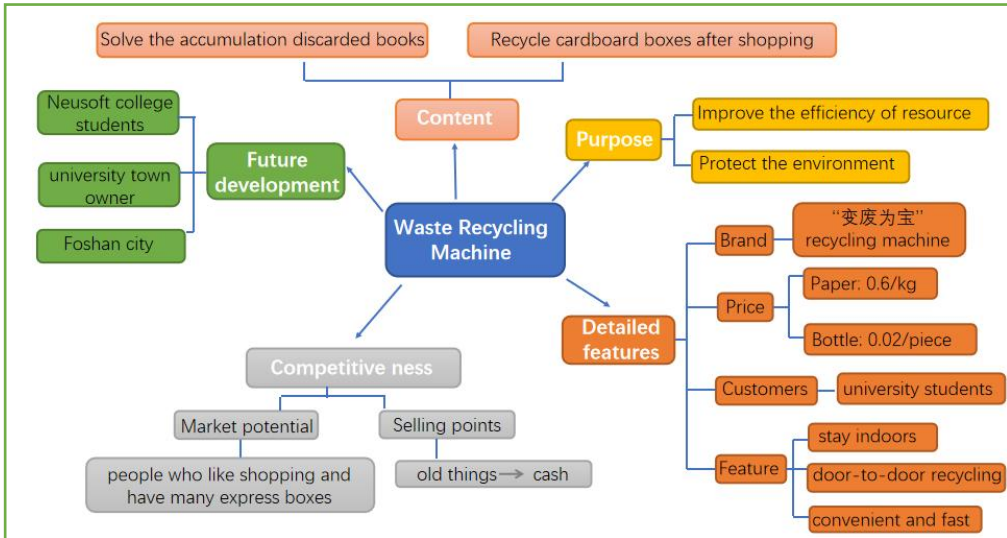 Solve the accumulation discarded books
Recycle cardboard boxes after shopping
Content
Neusoft college
students
university town
owner
Foshan city
Future
development
Purpose
Improve the efficiency of resource
Protect the environment
Waste Recycling
Machine
Detailed
features
Brand
“变废为宝”
recycling machine
Price
Paper: 0.6/kg
Bottle: 0.02/piece
Customers
university students
Feature
stay indoors
door-to-door recycling
convenient and fast
Competitive ness
Market potential
people who like shopping and
have many express boxes
Selling points
old things → cash